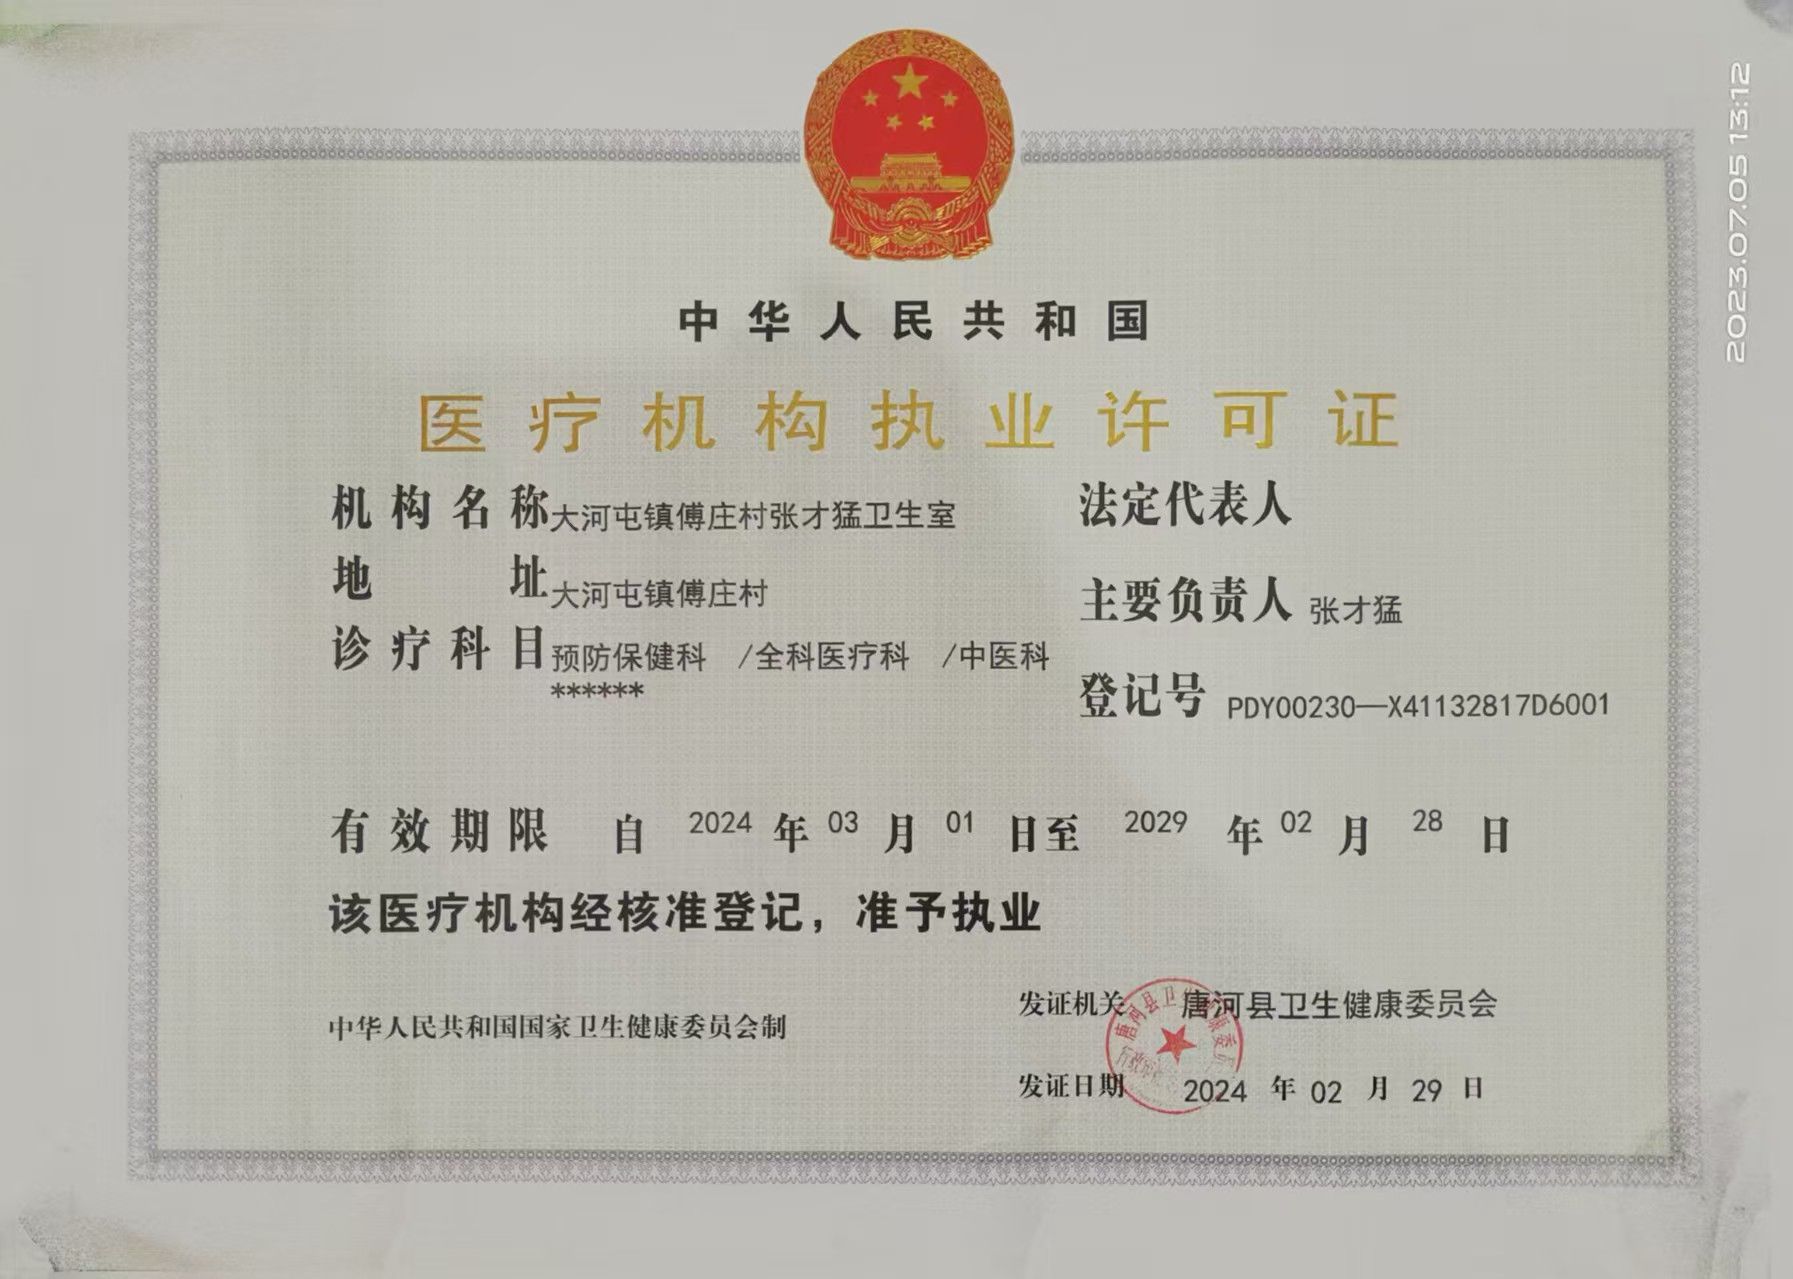 2023.07.05 13:12
中华人民共和国
医疗机构执业许可证
机构名称 大河屯镇傅庄村张才猛卫生室
法定代表人
地址 大河屯镇傅庄村
主要负责人 张才猛
诊疗科目 预防保健科 /全科医疗科 /中医科
******
登记号 PDY00230—X41132817D6001
有效期限 自 2024 年 03 月 01 日至 2029 年 02 月 28 日
该医疗机构经核准登记，准予执业
发证机关 唐河县卫生健康委员会
中华人民共和国国家卫生健康委员会制
发证日期 2024 年 02 月 29 日
唐河县卫